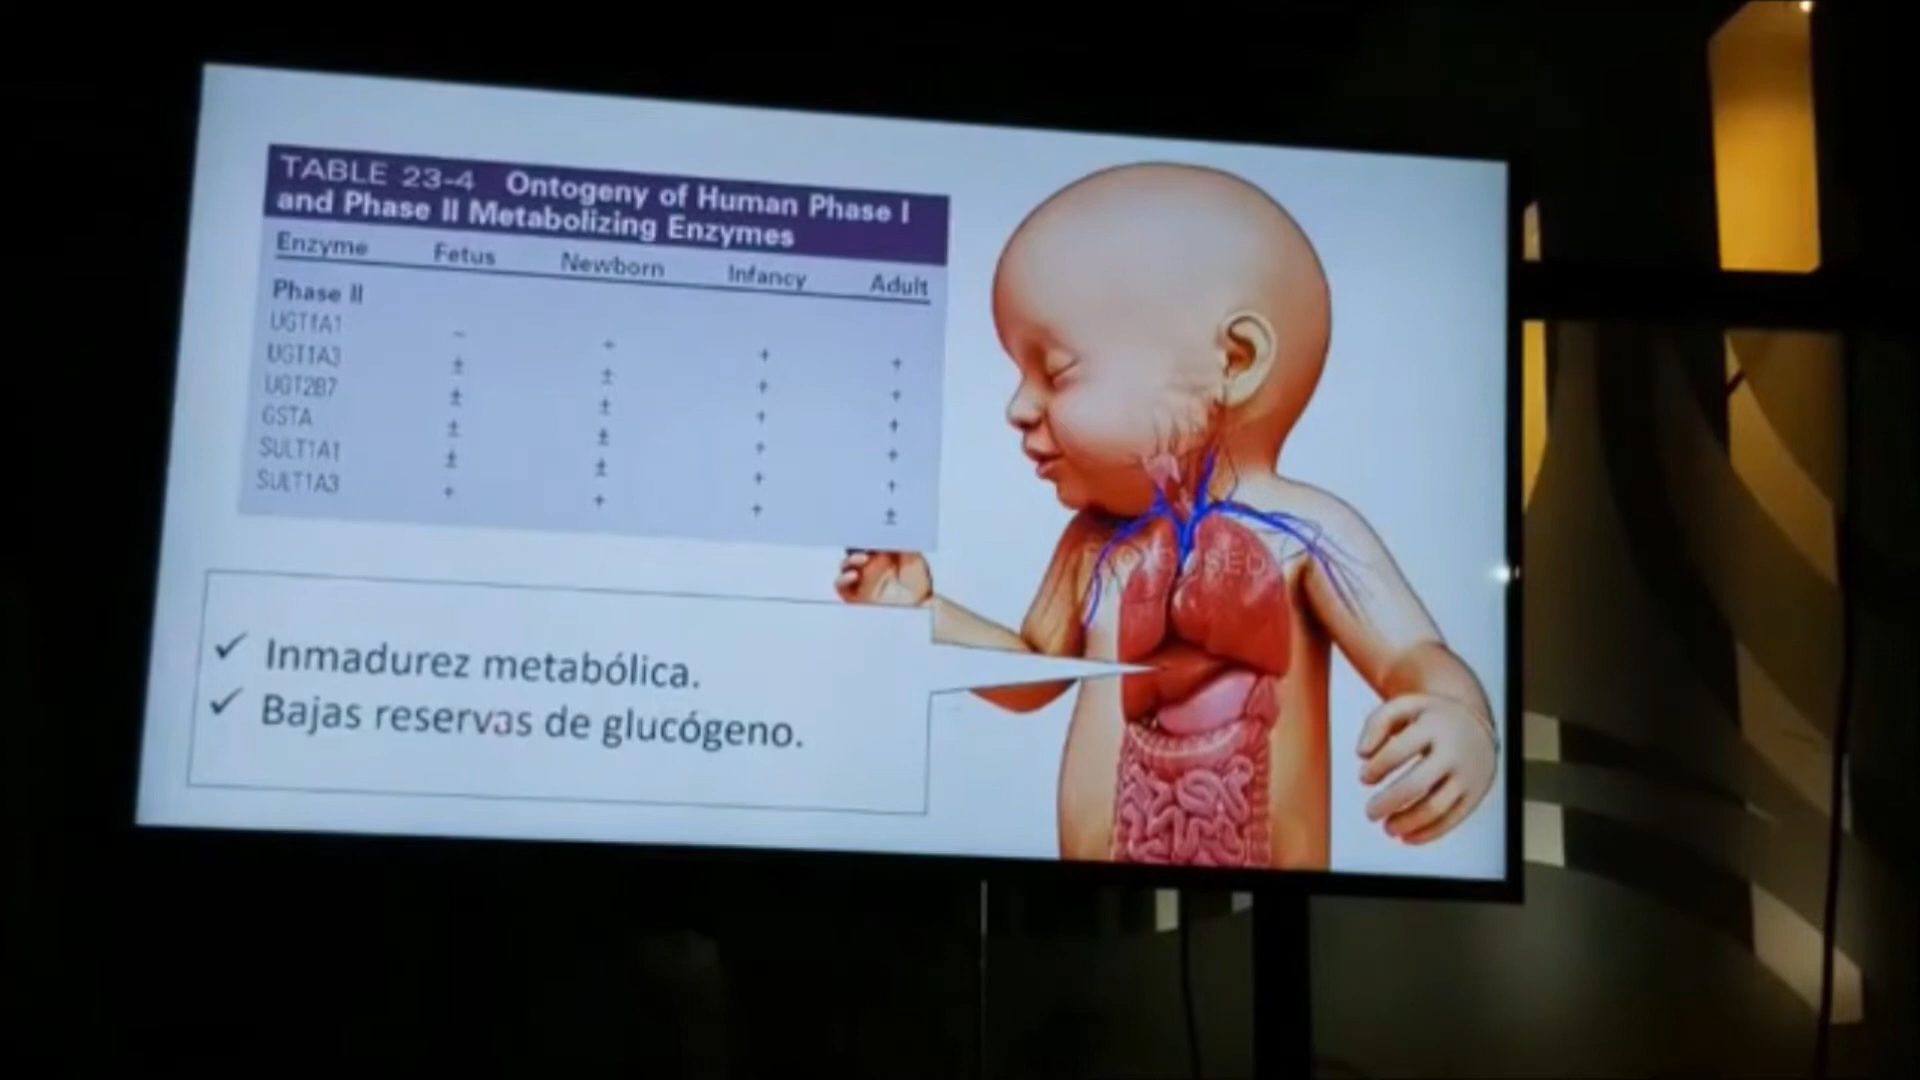 TABLE 23-4 Ontogeny of Human Phase I
and Phase II Metabolizing Enzymes
Enzyme Fetus Newborn Infancy Adult
Phase II
UGT1A1 – + + +
UGT1A3 ± ± + +
UGT2B7 ± ± + +
GSTA ± ± + +
SULT1A1 ± ± + +
SULT1A3 + + + ±
✓ Inmadurez metabólica.
✓ Bajas reservas de glucógeno.